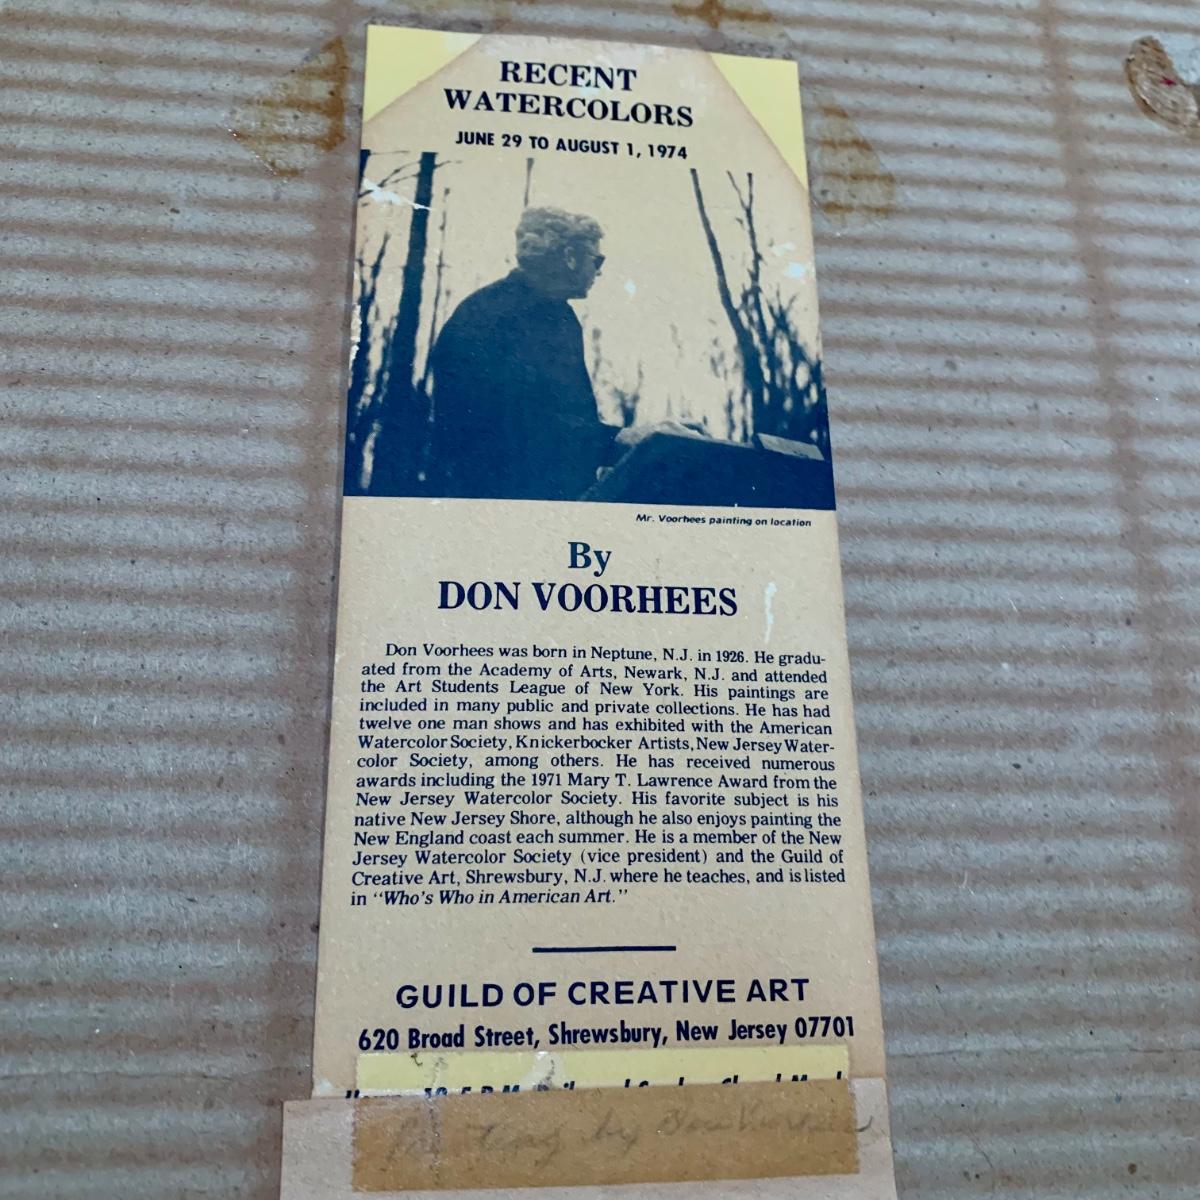 RECENT
WATERCOLORS
JUNE 29 TO AUGUST 1, 1974
Mr. Voorhees painting on location
By
DON VOORHEES
Don Voorhees was born in Neptune, N.J. in 1926. He gradu-
ated from the Academy of Arts, Newark, N.J. and attended
the Art Students League of New York. His paintings are
included in many public and private collections. He has had
twelve one man shows and has exhibited with the American
Watercolor Society, Knickerbocker Artists, New Jersey Water-
color Society, among others. He has received numerous
awards including the 1971 Mary T. Lawrence Award from the
New Jersey Watercolor Society. His favorite subject is his
native New Jersey Shore, although he also enjoys painting the
New England coast each summer. He is a member of the New
Jersey Watercolor Society (vice president) and the Guild of
Creative Art, Shrewsbury, N.J. where he teaches, and is listed
in "Who's Who in American Art."
GUILD OF CREATIVE ART
620 Broad Street, Shrewsbury, New Jersey 07701
Painting by Don Voorhees